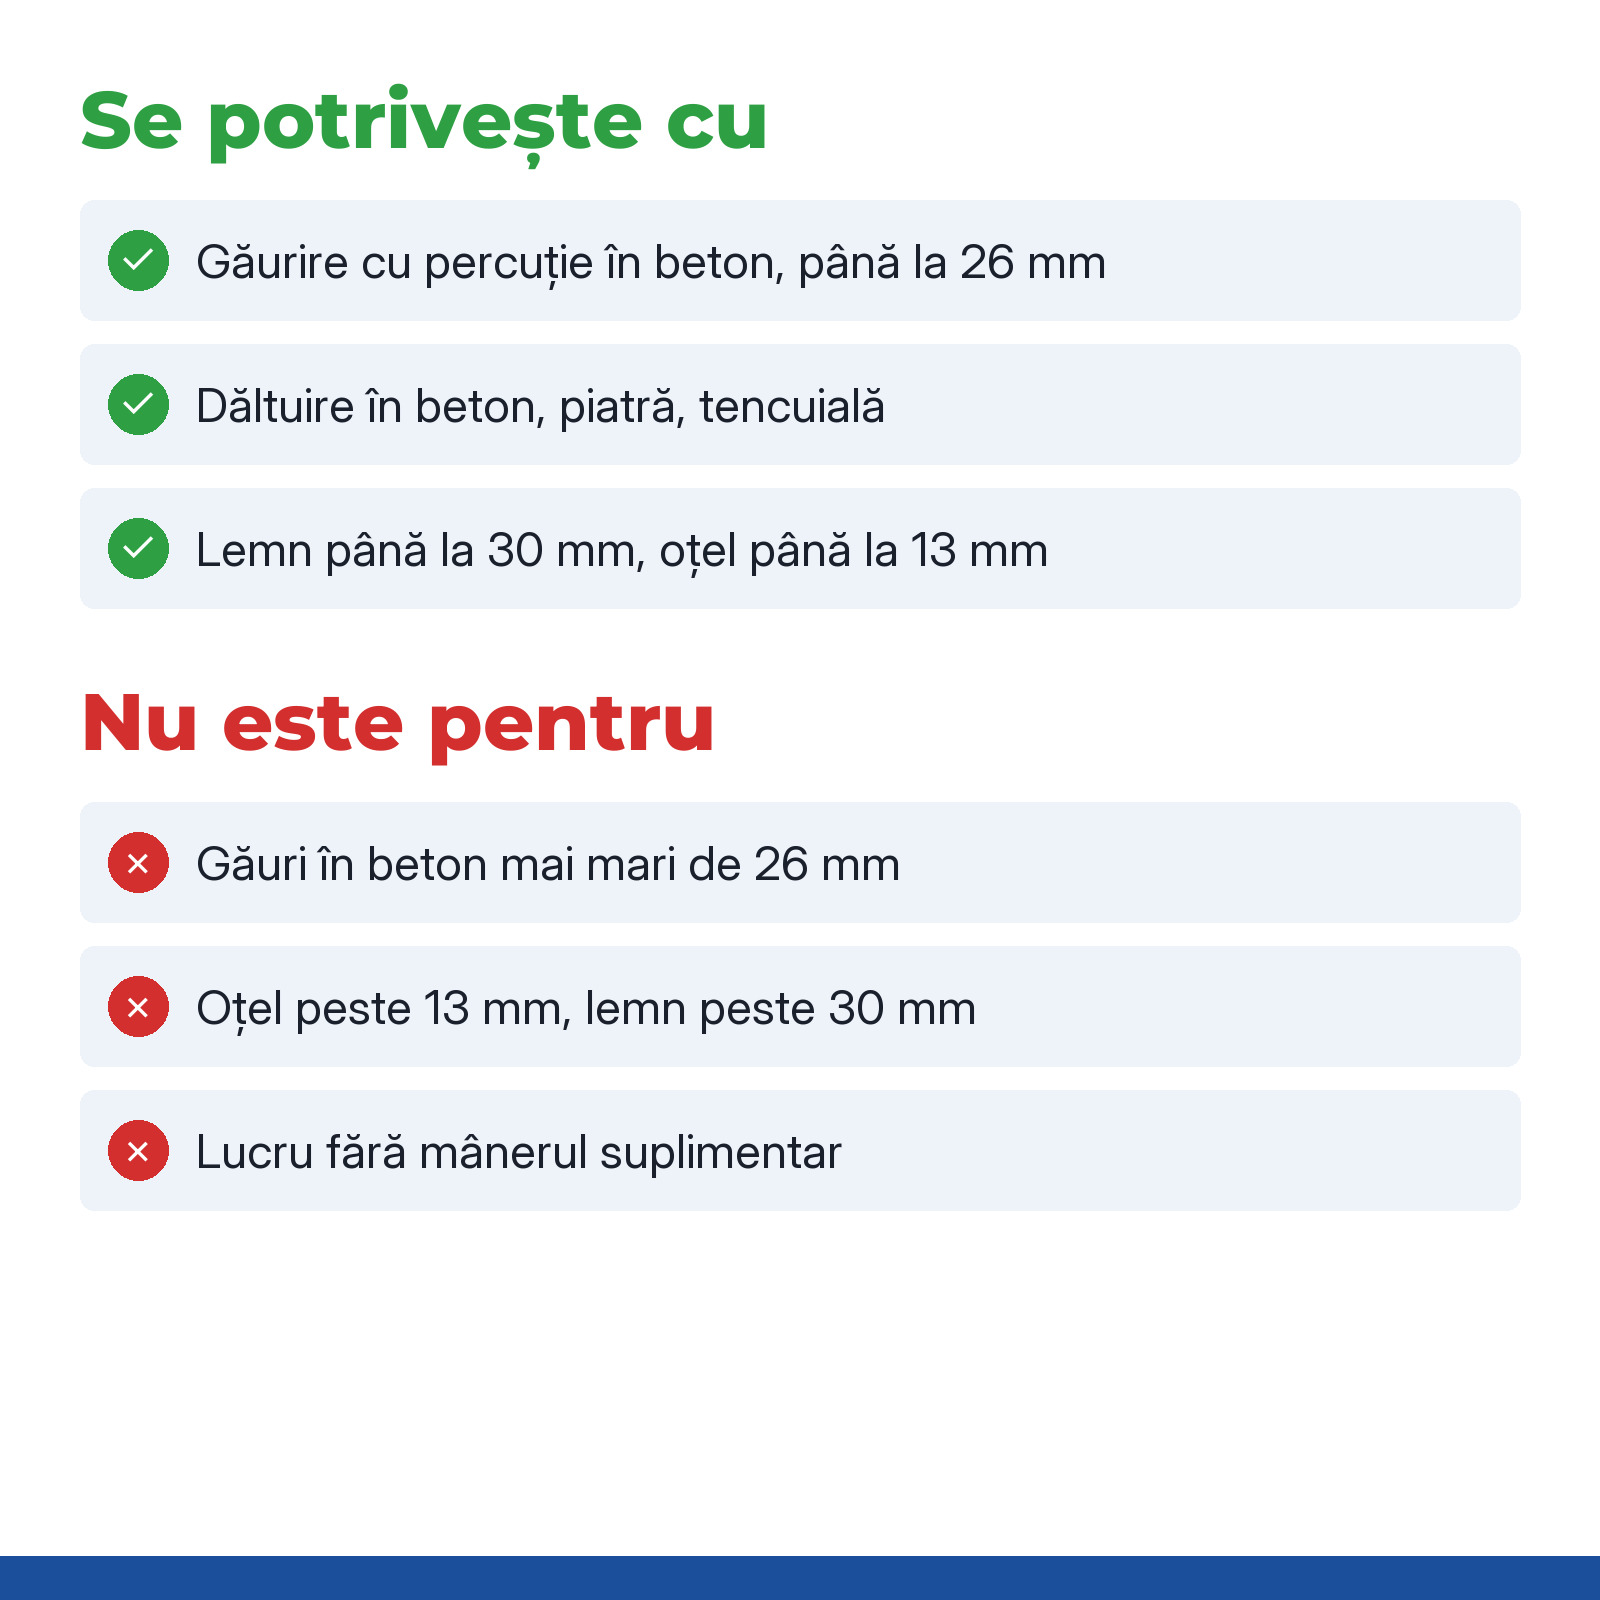 Se potrivește cu
Găurire cu percuție în beton, până la 26 mm
Dăltuire în beton, piatră, tencuială
Lemn până la 30 mm, oțel până la 13 mm
Nu este pentru
Găuri în beton mai mari de 26 mm
Oțel peste 13 mm, lemn peste 30 mm
Lucru fără mânerul suplimentar